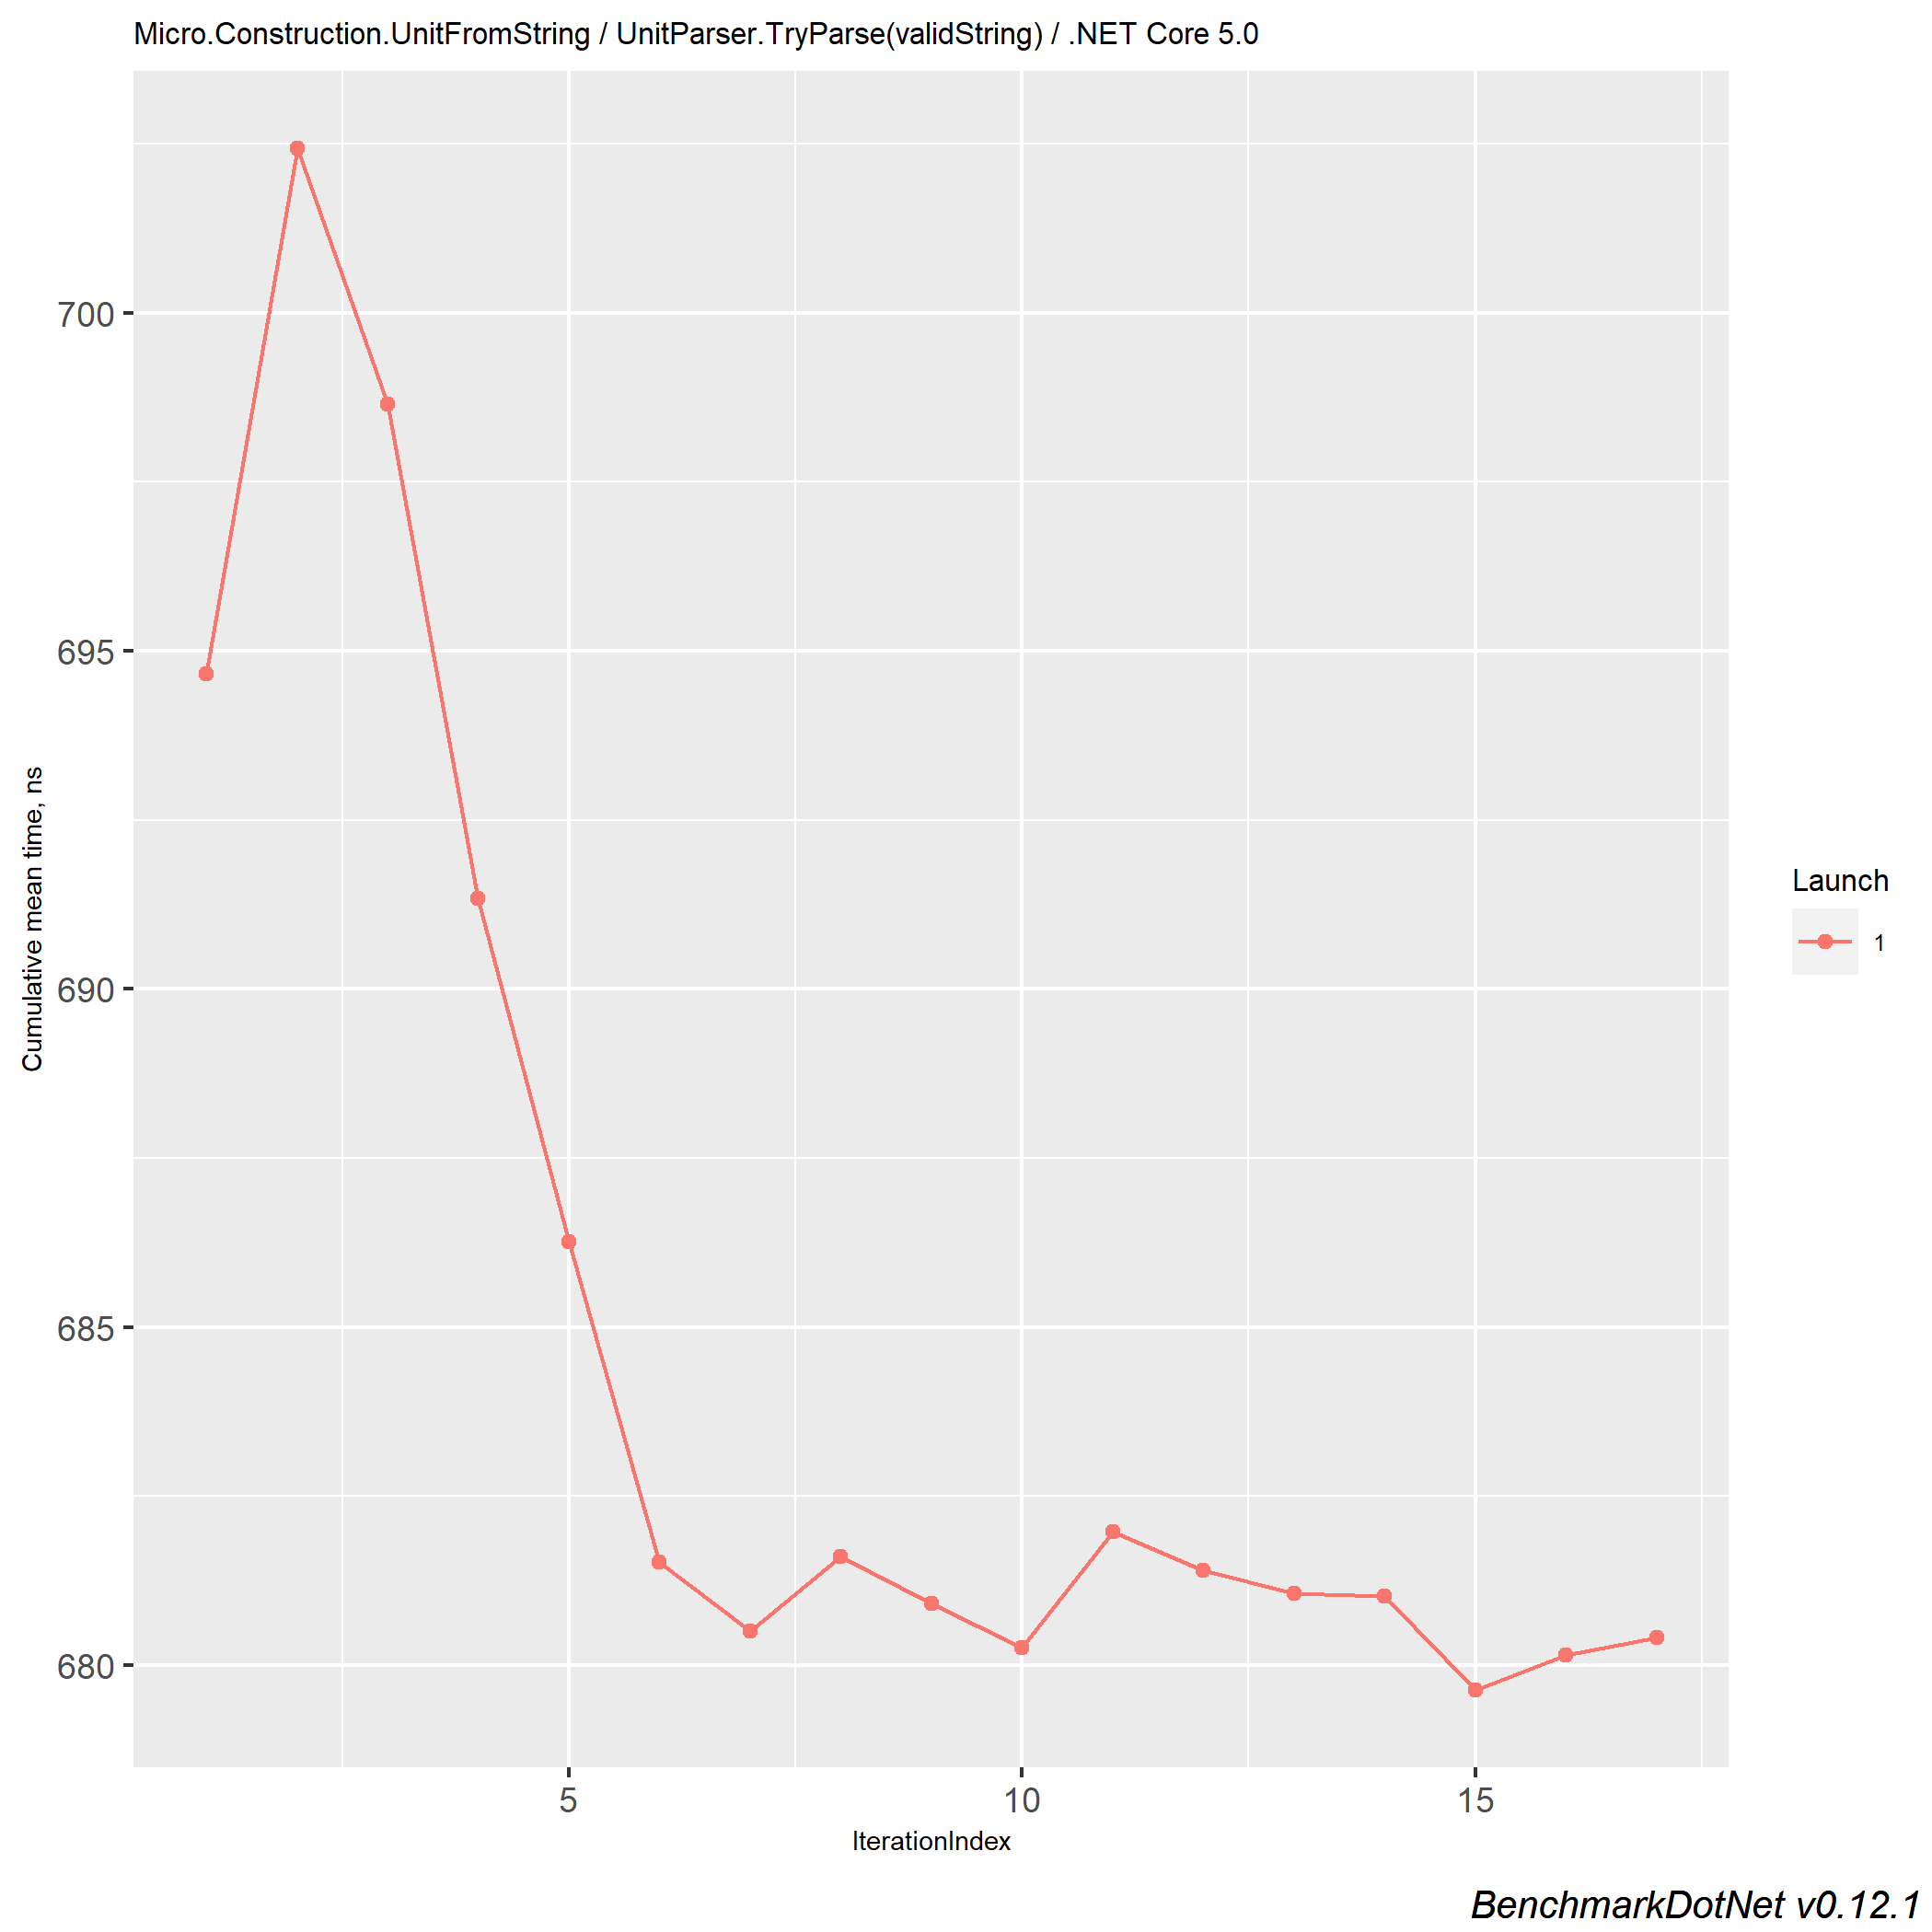 Micro.Construction.UnitFromString / UnitParser.TryParse(validString) / .NET Core 5.0
Cumulative mean time, ns
700
695
690
685
680
5 10 15
IterationIndex
Launch
1
BenchmarkDotNet v0.12.1